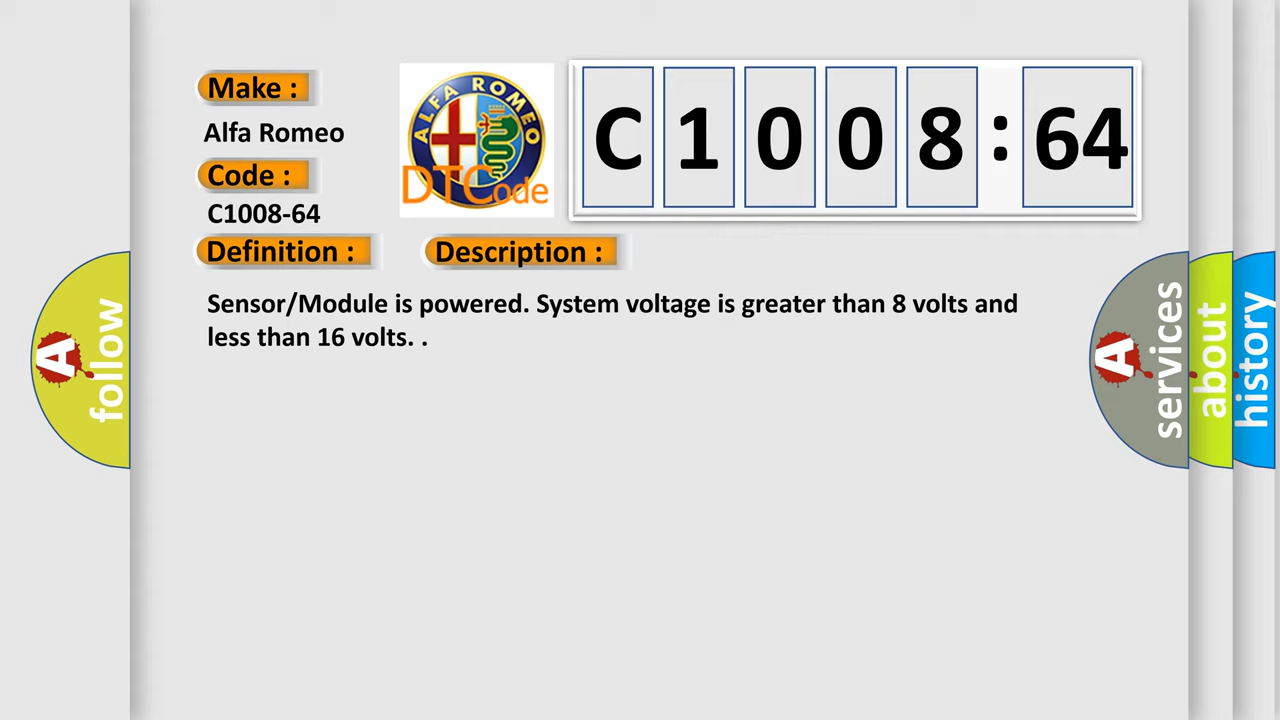 Make :
Alfa Romeo
Code :
C1008-64
ALFA ROMEO
DTCode
C 1 0 0 8 : 64
Definition :
Description :
Sensor/Module is powered. System voltage is greater than 8 volts and
less than 16 volts. .
A
follow
A
services
about
history